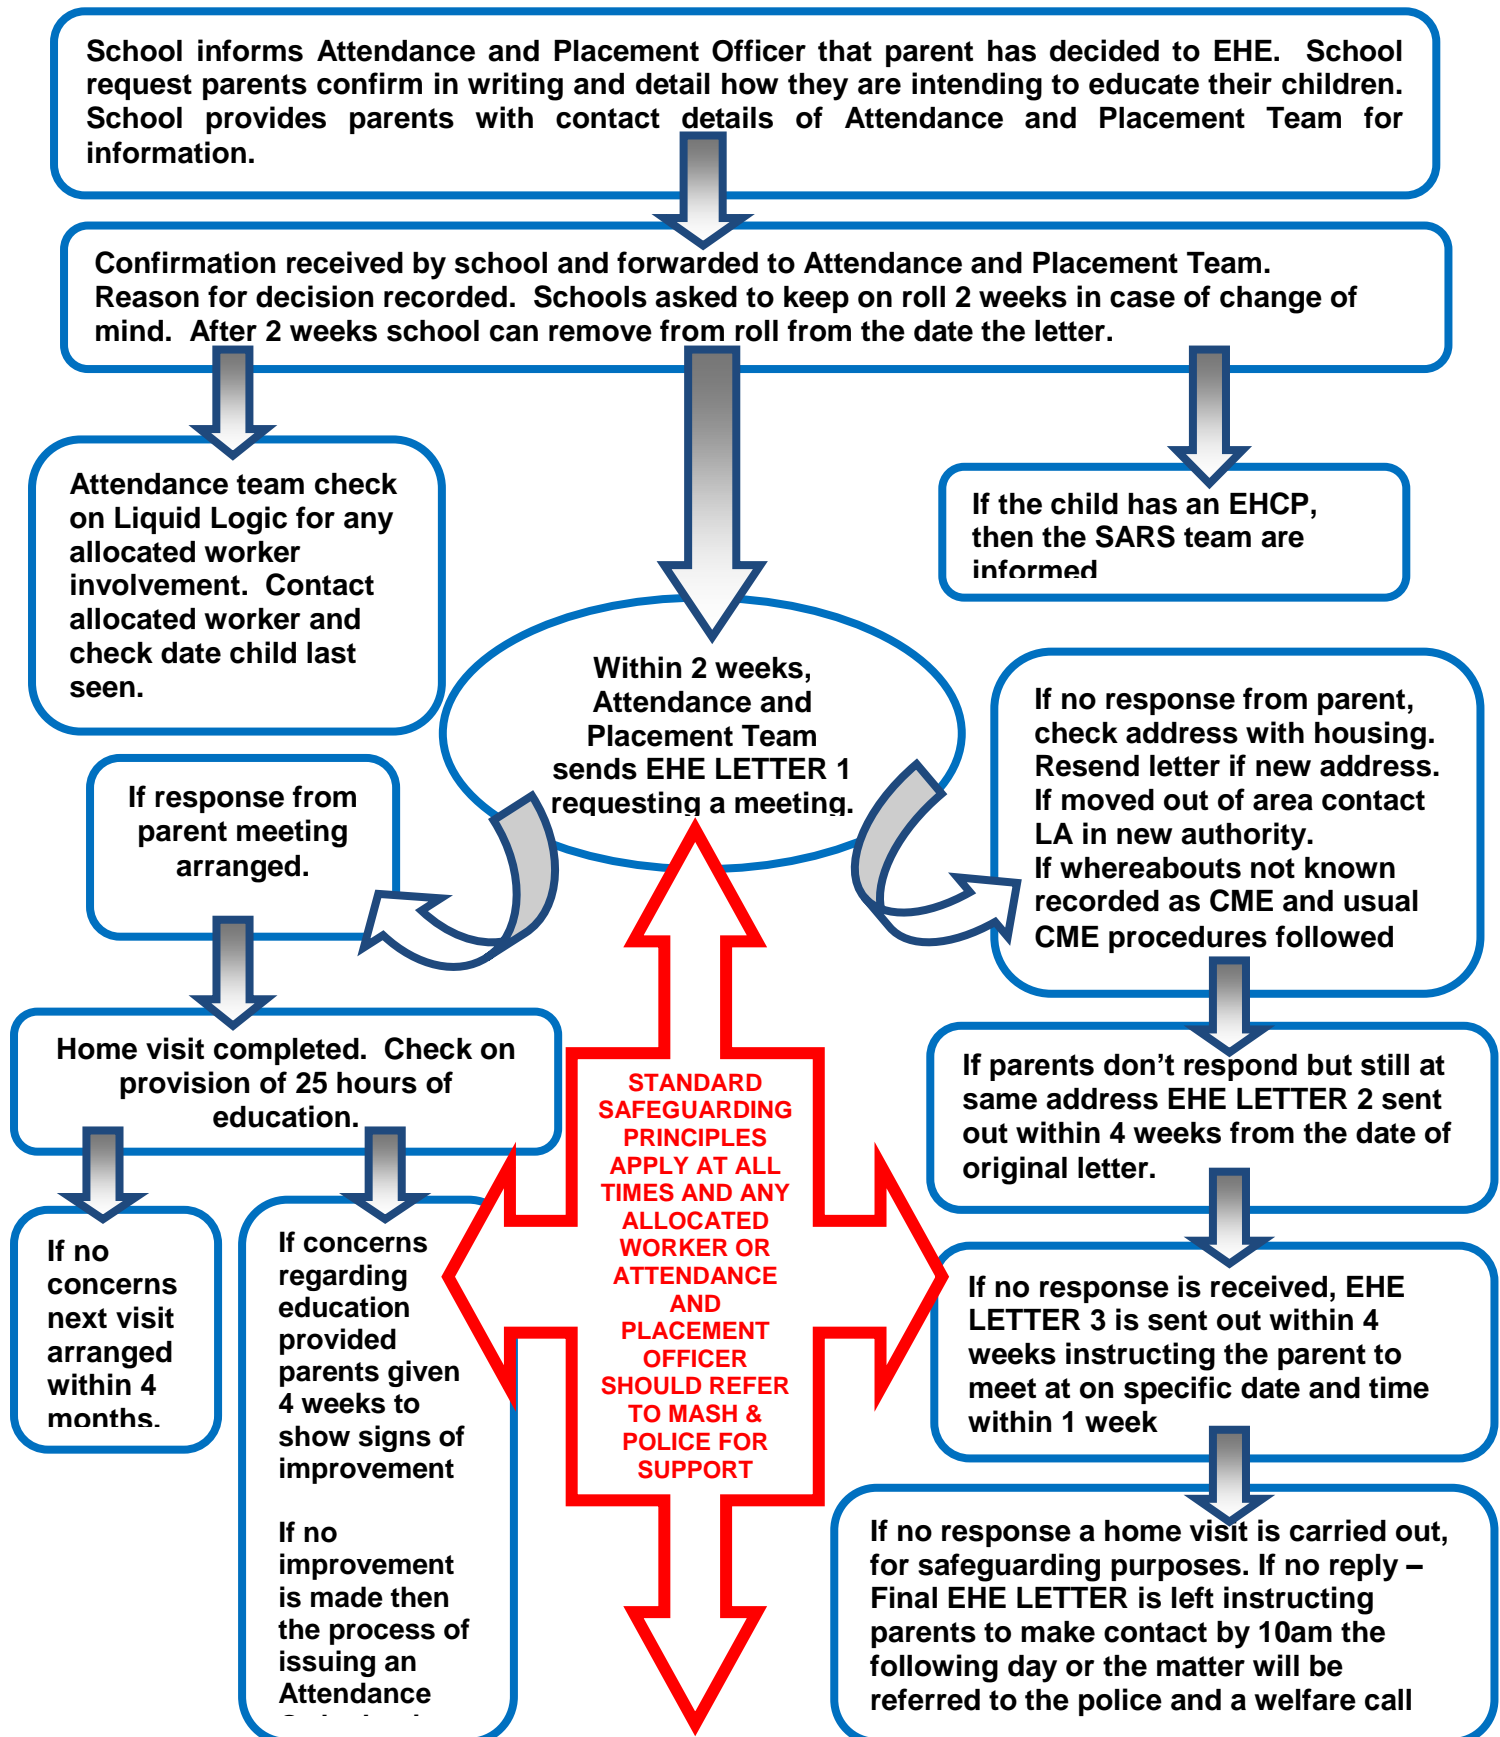 School informs Attendance and Placement Officer that parent has decided to EHE. School
request parents confirm in writing and detail how they are intending to educate their children.
School provides parents with contact details of Attendance and Placement Team for
information.
Confirmation received by school and forwarded to Attendance and Placement Team.
Reason for decision recorded. Schools asked to keep on roll 2 weeks in case of change of
mind. After 2 weeks school can remove from roll from the date the letter.
Attendance team check
on Liquid Logic for any
allocated worker
involvement. Contact
allocated worker and
check date child last
seen.
If the child has an EHCP,
then the SARS team are
informed
Within 2 weeks,
Attendance and
Placement Team
sends EHE LETTER 1
requesting a meeting.
If no response from parent,
check address with housing.
Resend letter if new address.
If moved out of area contact
LA in new authority.
If whereabouts not known
recorded as CME and usual
CME procedures followed
If response from
parent meeting
arranged.
Home visit completed. Check on
provision of 25 hours of
education.
If parents don’t respond but still at
same address EHE LETTER 2 sent
out within 4 weeks from the date of
original letter.
STANDARD
SAFEGUARDING
PRINCIPLES
APPLY AT ALL
TIMES AND ANY
ALLOCATED
WORKER OR
ATTENDANCE
AND
PLACEMENT
OFFICER
SHOULD REFER
TO MASH &
POLICE FOR
SUPPORT
If no
concerns
next visit
arranged
within 4
months.
If concerns
regarding
education
provided
parents given
4 weeks to
show signs of
improvement
If no
improvement
is made then
the process of
issuing an
Attendance
If no response is received, EHE
LETTER 3 is sent out within 4
weeks instructing the parent to
meet at on specific date and time
within 1 week
If no response a home visit is carried out,
for safeguarding purposes. If no reply –
Final EHE LETTER is left instructing
parents to make contact by 10am the
following day or the matter will be
referred to the police and a welfare call